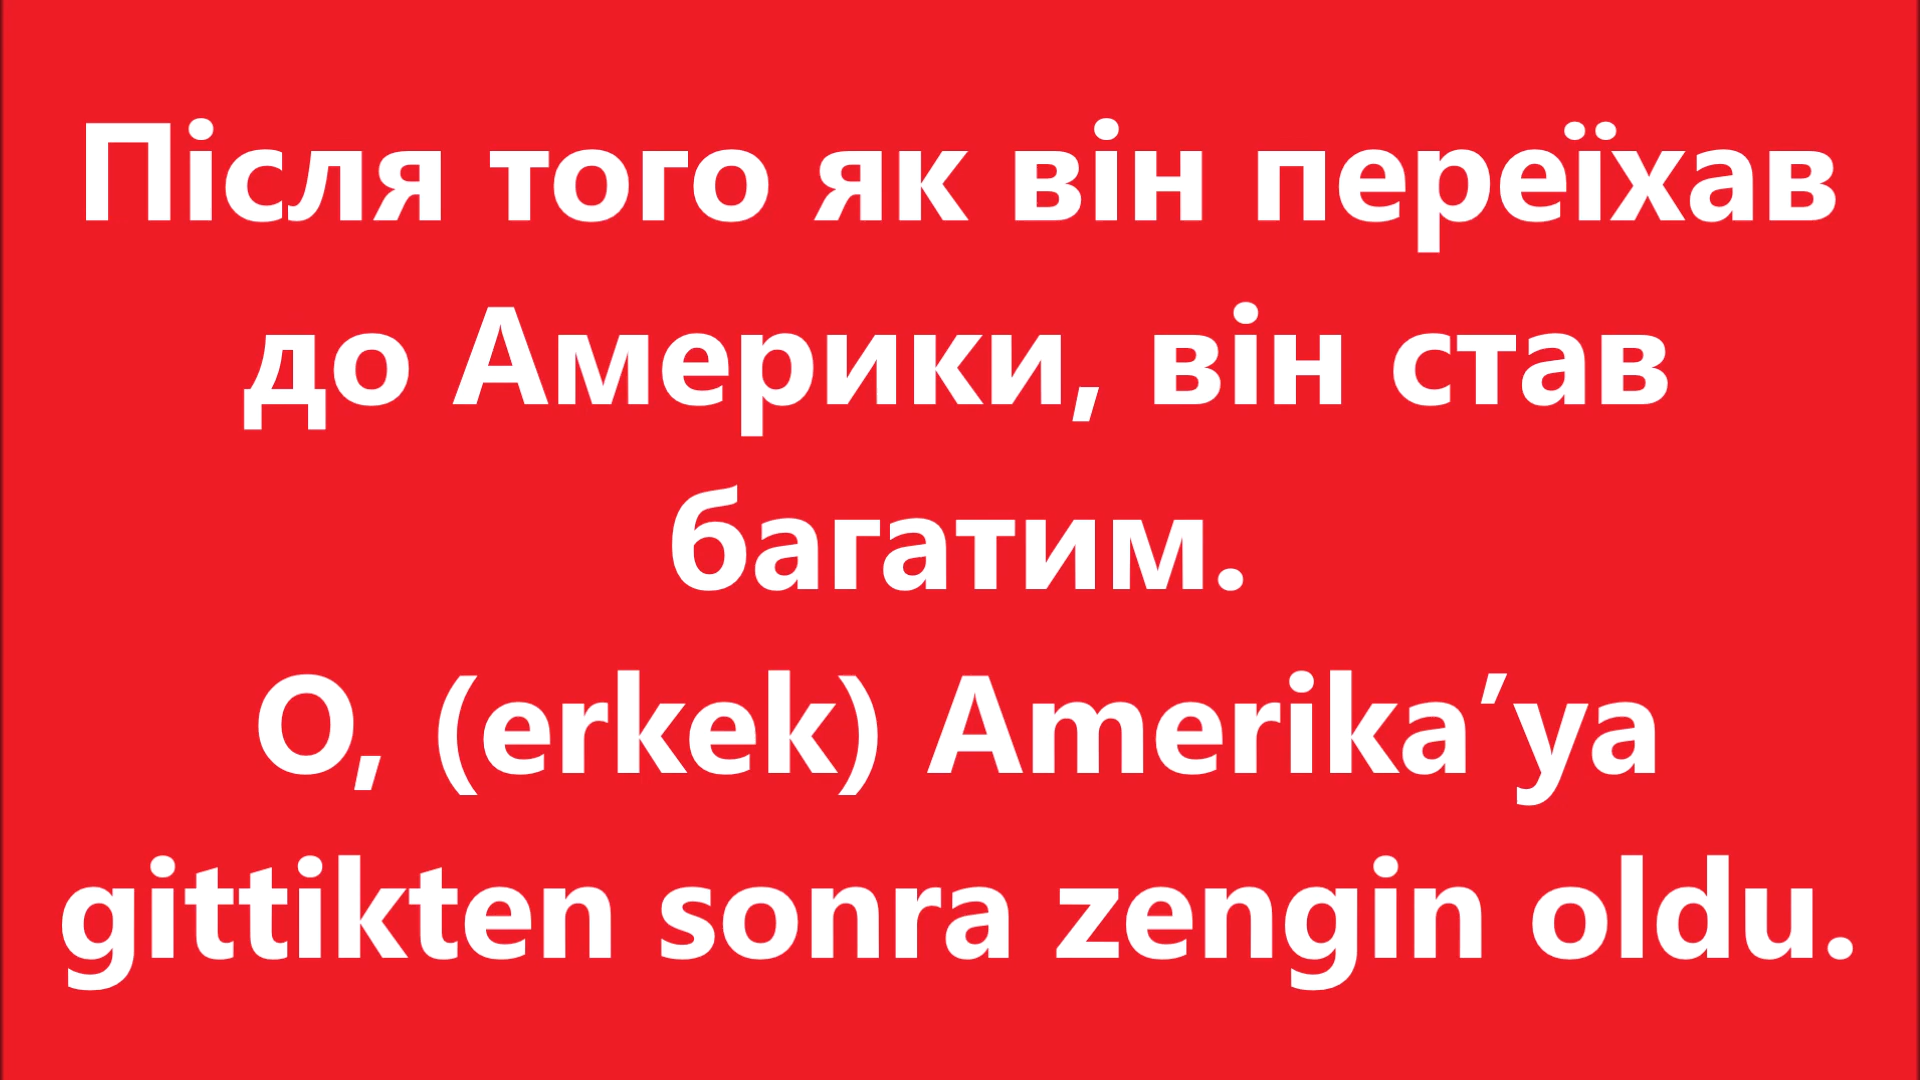 Після того як він переїхав
до Америки, він став
багатим.
O, (erkek) Amerika’ya
gittikten sonra zengin oldu.